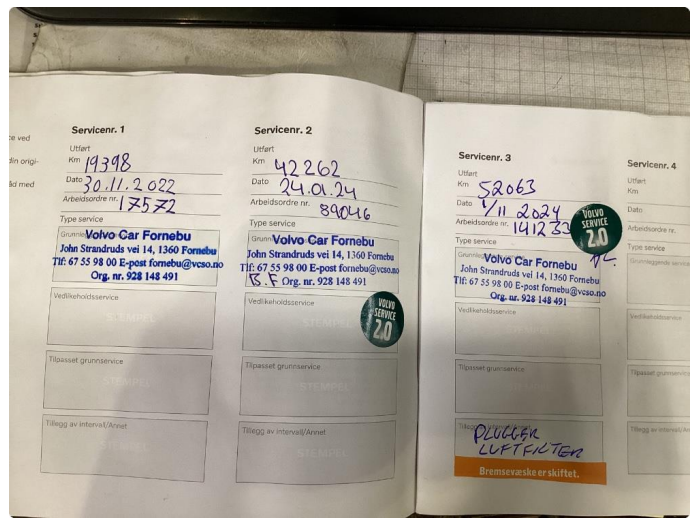 ce ved
din origi-
åd med
Servicenr. 1
Utført
Km 19398
Dato 30.11.2022
Arbeidsordre nr. 17572
Type service
Volvo Car Fornebu
John Strandruds vei 14, 1360 Fornebu
Tlf: 67 55 98 00 E-post fornebu@vcso.no
Org. nr. 928 148 491
Vedlikeholdsservice
STEMPEL
Tilpasset grunnservice
STEMPEL
Tillegg av intervall/Annet
STEMPEL
Servicenr. 2
Utført
Km 42262
Dato 24.01.24
Arbeidsordre nr. 89046
Type service
Volvo Car Fornebu
John Strandruds vei 14, 1360 Fornebu
Tlf: 67 55 98 00 E-post fornebu@vcso.no
B.F Org. nr. 928 148 491
Vedlikeholdsservice
VOLVO
SERVICE
2.0
Tilpasset grunnservice
STEMPEL
Tillegg av intervall/Annet
STEMPEL
Servicenr. 3
Utført
Km 52063
Dato 1/11 2024
Arbeidsordre nr. 141233
VOLVO
SERVICE
2.0
Type service
Volvo Car Fornebu
John Strandruds vei 14, 1360 Fornebu
Tlf: 67 55 98 00 E-post fornebu@vcso.no
Org. nr. 928 148 491
Vedlikeholdsservice
Tilpasset grunnservice
PLUGGER
LUFTFILTER
Bremsevæske er skiftet.
Servicenr. 4
Utført
Km
Dato
Arbeidsordre nr.
Type service
Grunnleggende service
Vedlikeholdsservice
Tilpasset grunnservice
Tillegg av intervall/Annet